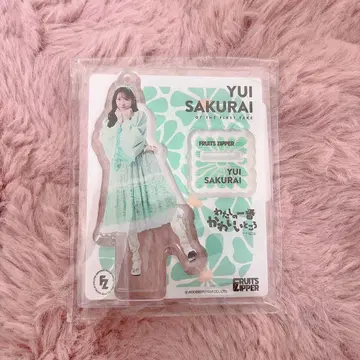 YUI
SAKURAI
OF THE FIRST TAKE
FRUITS ZIPPER
YUI
SAKURAI
わたしの一番
かわいいところ
FZ
FRUITS
ZIPPER